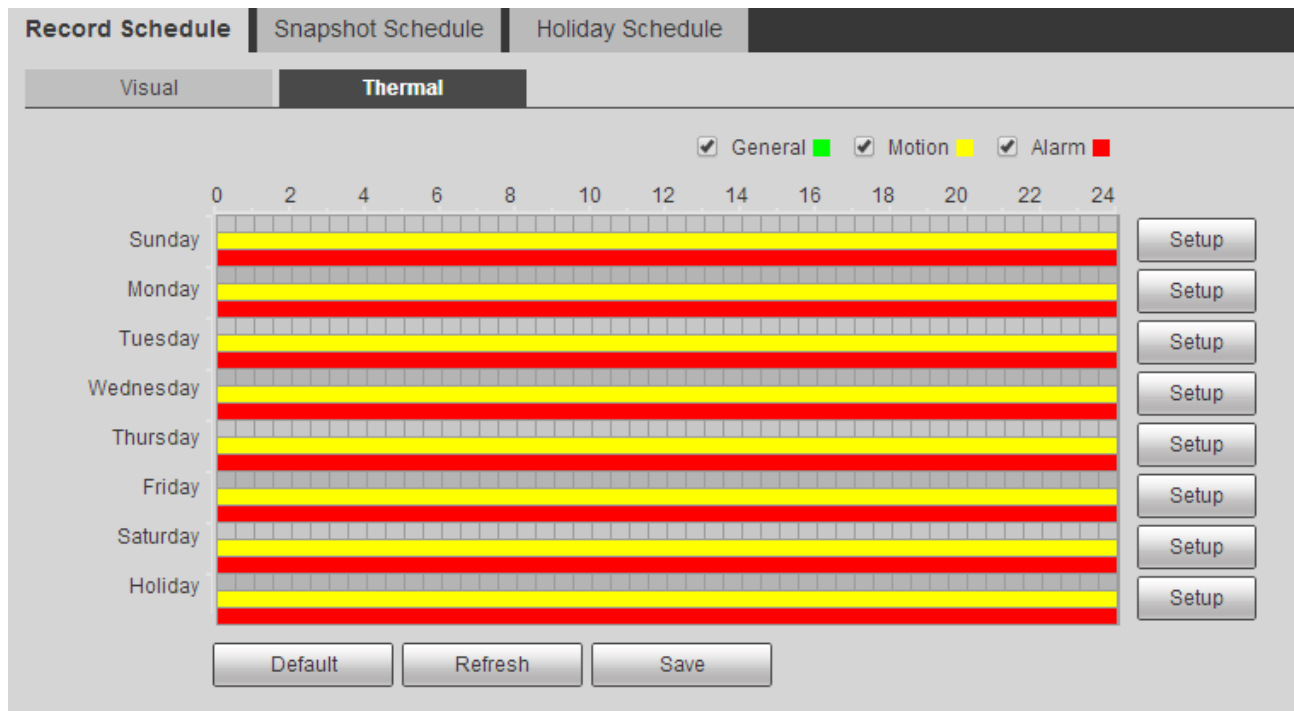 Record Schedule Snapshot Schedule Holiday Schedule
Visual Thermal
General Motion Alarm
0 2 4 6 8 10 12 14 16 18 20 22 24
Sunday Setup
Monday Setup
Tuesday Setup
Wednesday Setup
Thursday Setup
Friday Setup
Saturday Setup
Holiday Setup
Default Refresh Save